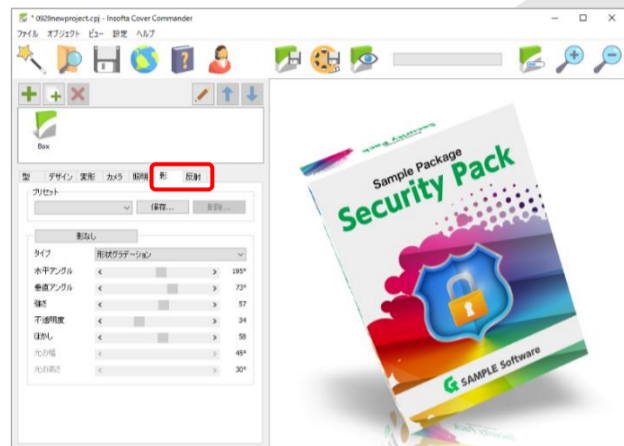 * 0929newproject.cpj - Insofta Cover Commander
ファイル オブジェクト ビュー 設定 ヘルプ
Box
型 デザイン 変形 カメラ 照明 影 反射
プリセット
保存... 削除...
影なし
タイプ 形状グラデーション
水平アングル 195°
垂直アングル 73°
強さ 57
不透明度 34
ぼかし 58
光の幅 45°
光の高さ 30°
Security Pack
Sample Package
Security Pack
SAMPLE Software